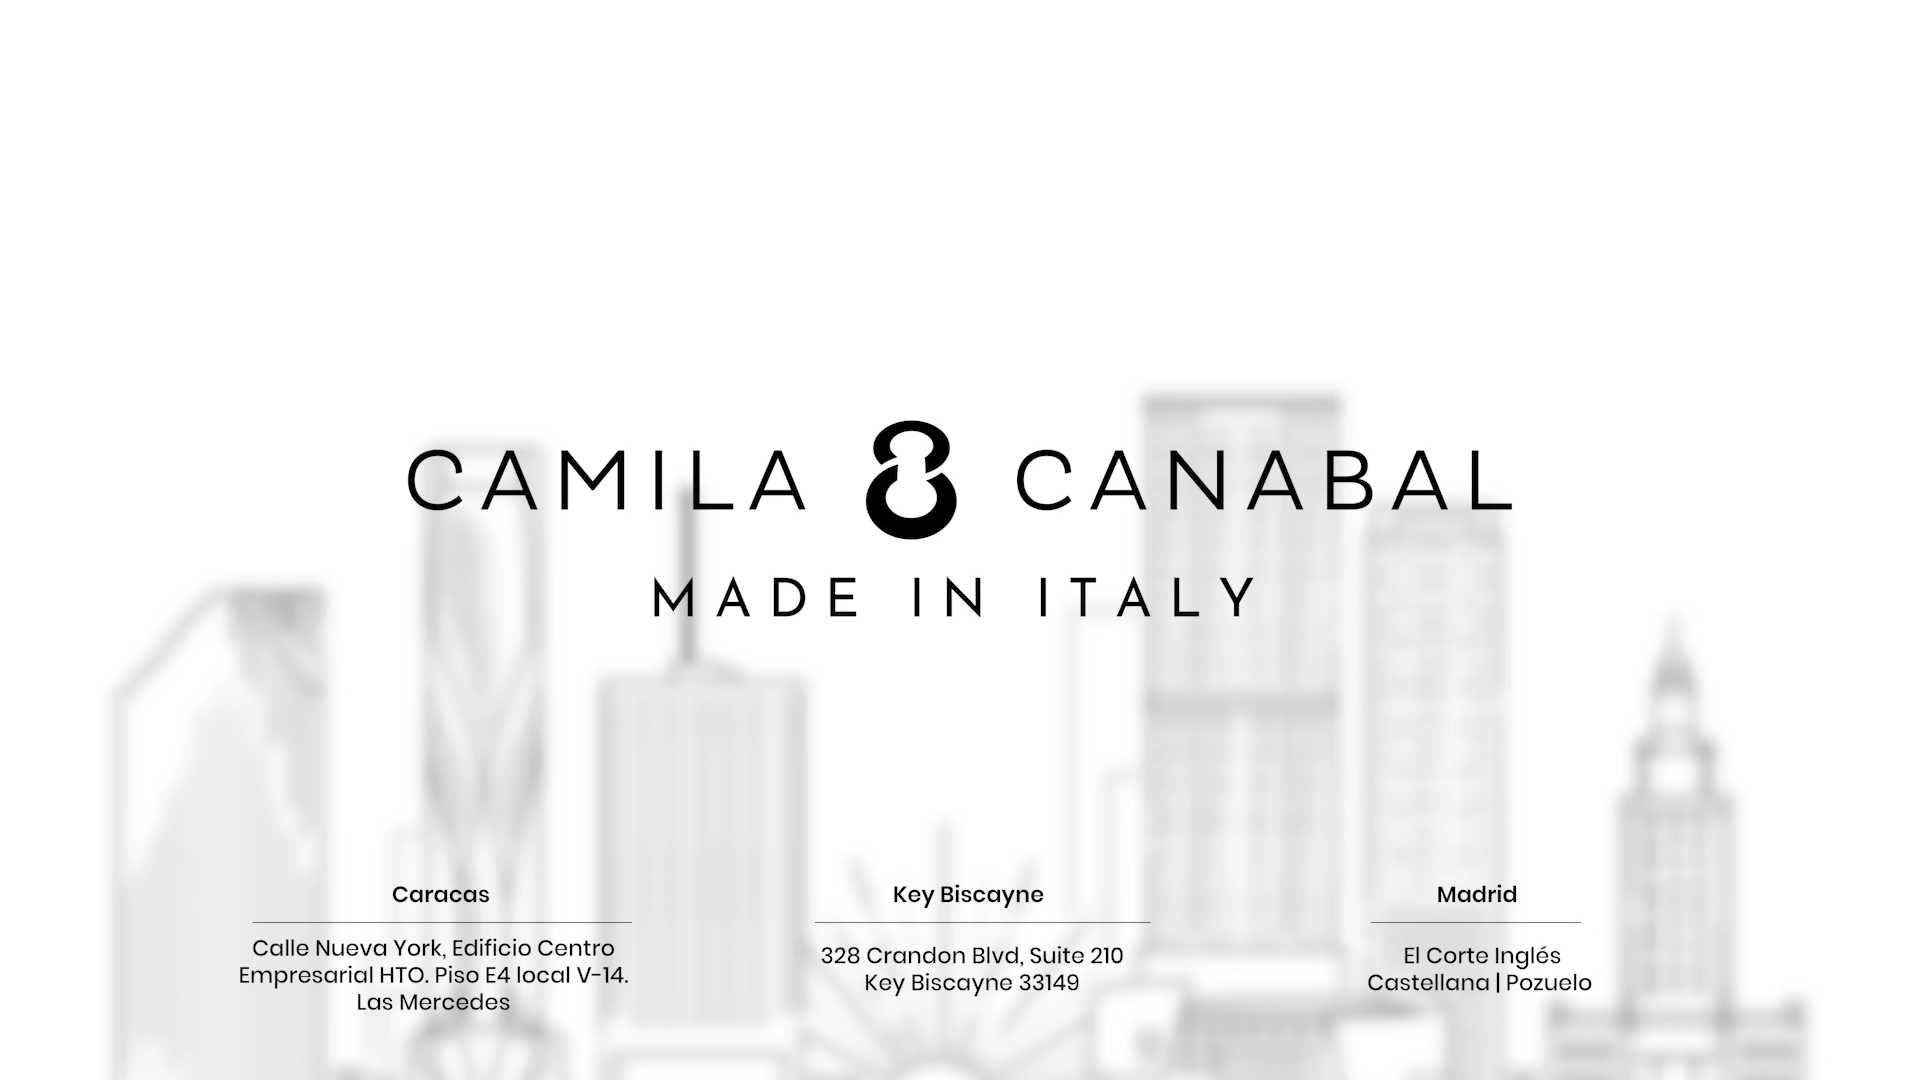 CAMILA CANABAL
MADE IN ITALY
Caracas
Calle Nueva York, Edificio Centro
Empresarial HTO. Piso E4 local V-14.
Las Mercedes
Key Biscayne
328 Crandon Blvd, Suite 210
Key Biscayne 33149
Madrid
El Corte Inglés
Castellana | Pozuelo